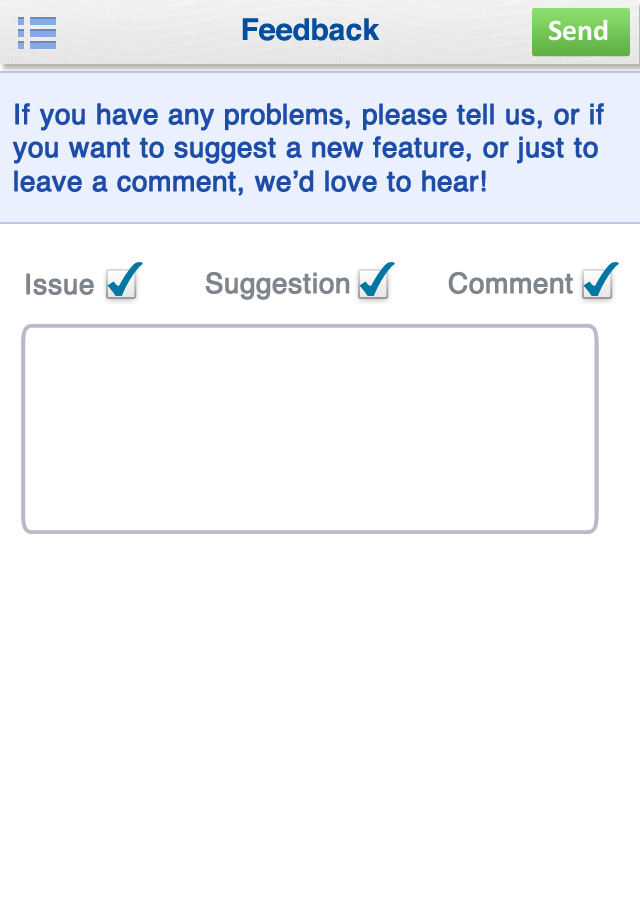 Feedback
Send
If you have any problems, please tell us, or if
you want to suggest a new feature, or just to
leave a comment, we’d love to hear!
Issue
Suggestion
Comment